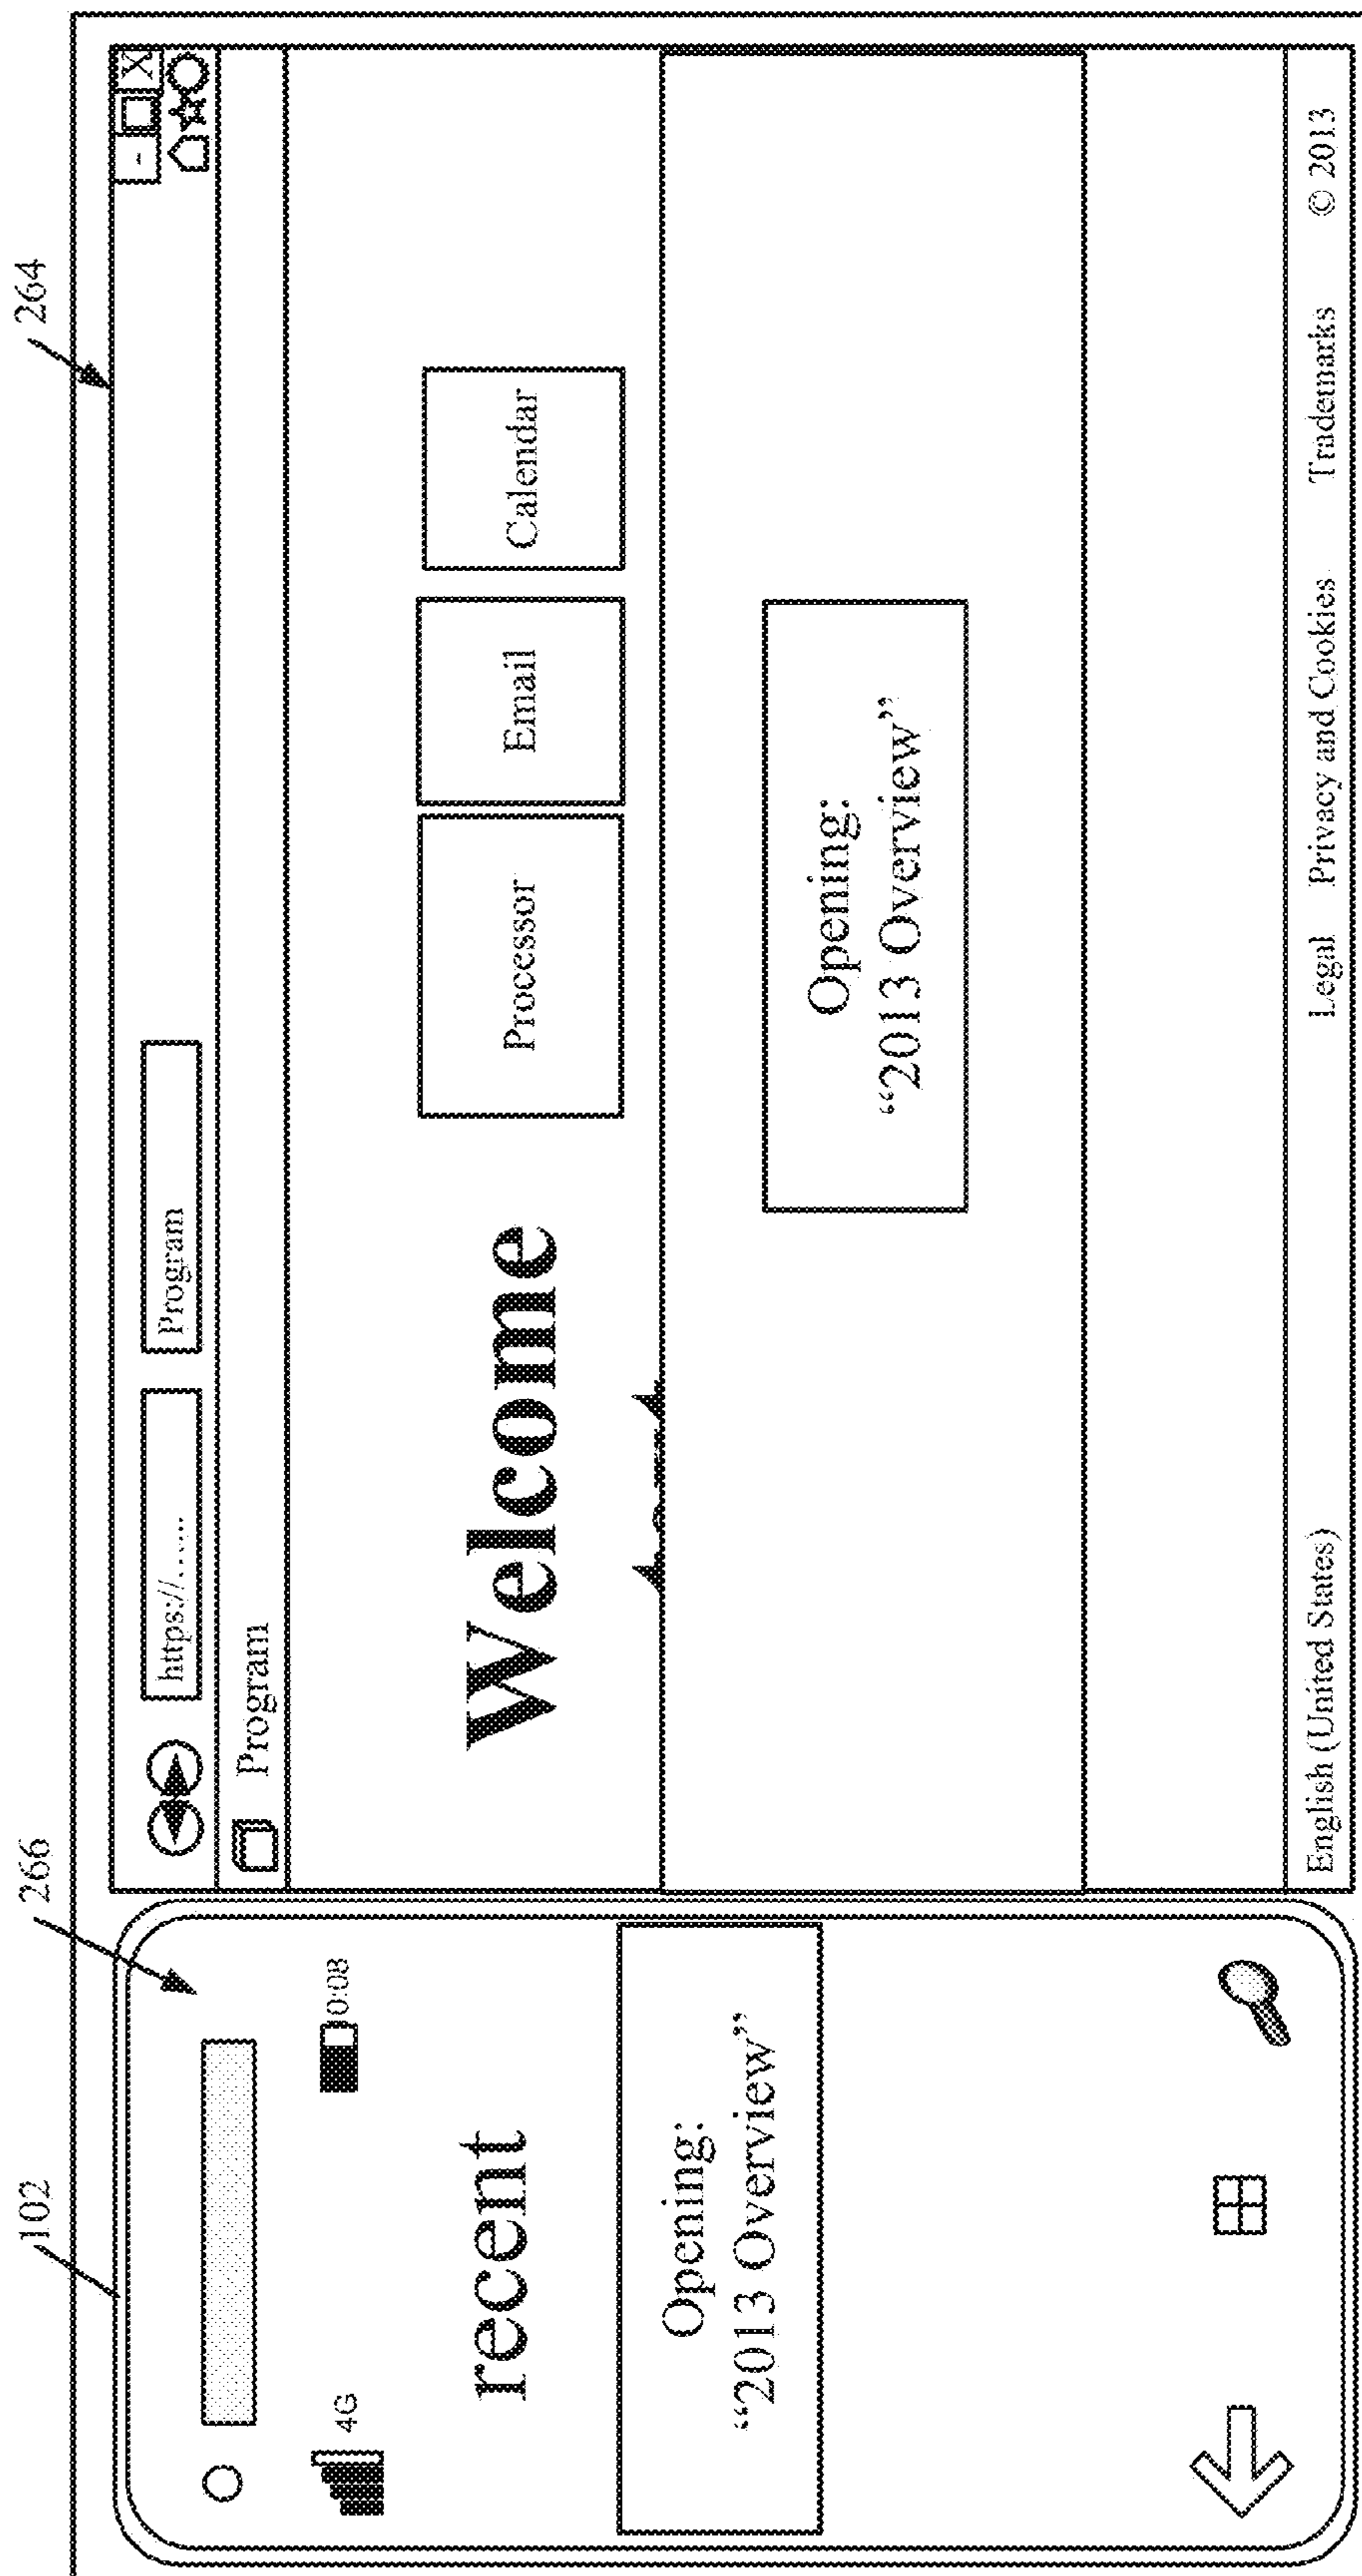 102
266
264
4G
0:08
recent
Opening:
“2013 Overview”
https://......
Program
-
X
Program
Welcome
Processor
Email
Calendar
Opening:
“2013 Overview”
English (United States)
Legal
Privacy and Cookies
Trademarks
© 2013